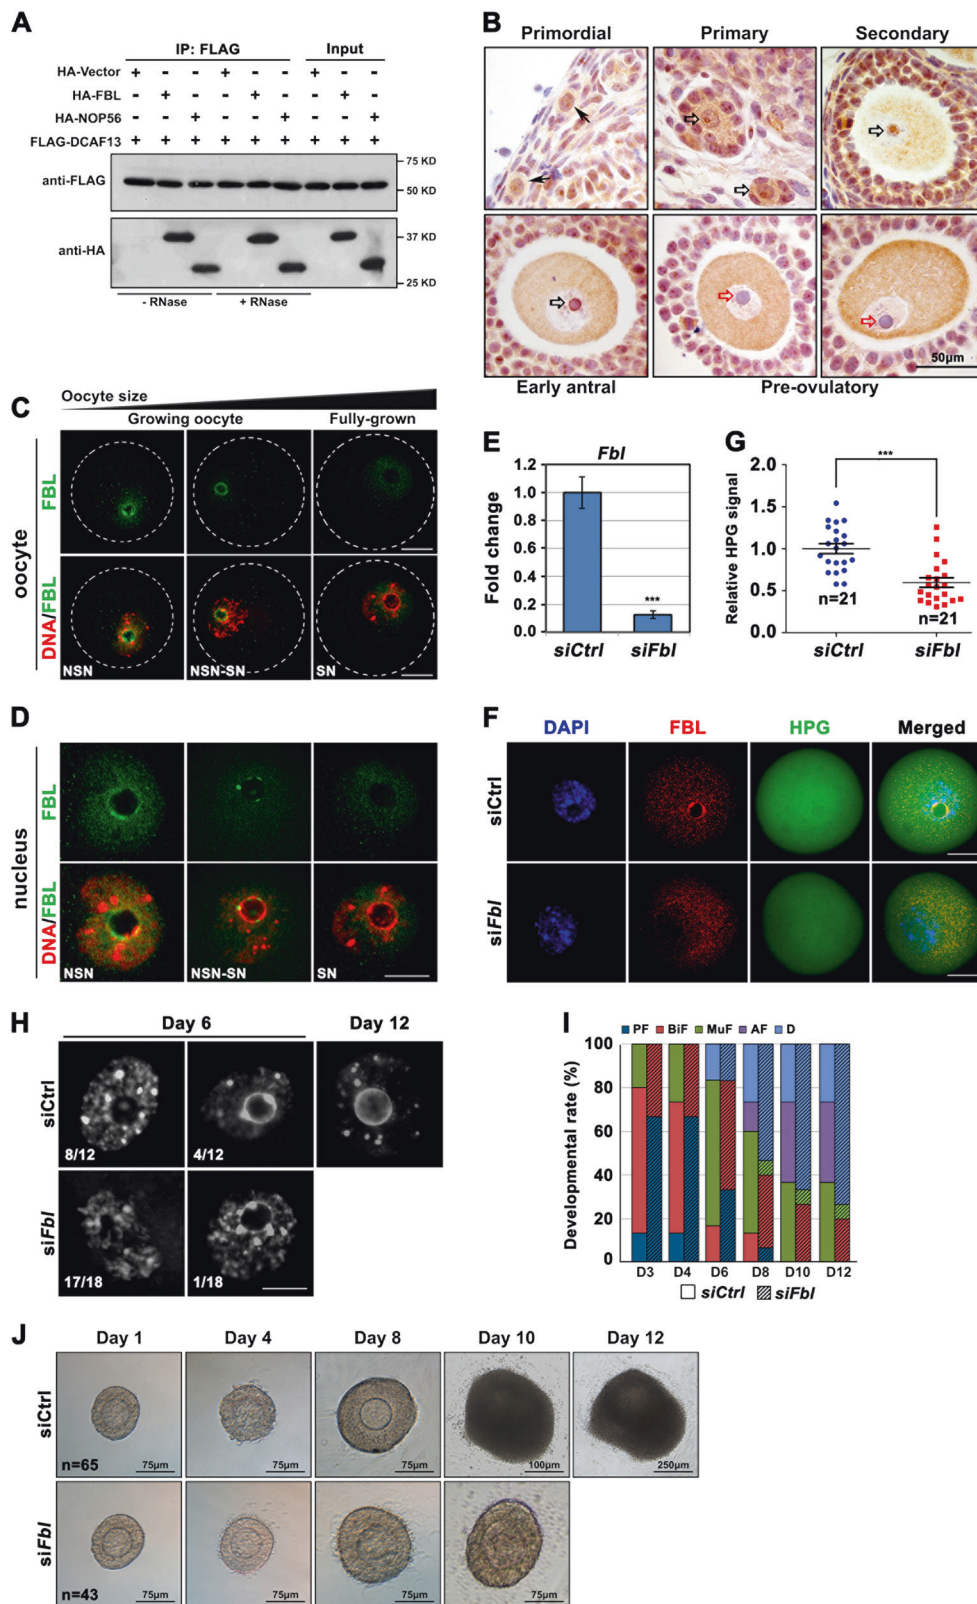 A
IP: FLAG Input
HA-Vector + - - + - - + - -
HA-FBL - + - - + - - + -
HA-NOP56 - - + - - + - - +
FLAG-DCAF13 + + + + + + + + +
anti-FLAG
75 KD
50 KD
anti-HA
37 KD
25 KD
- RNase + RNase
B
Primordial Primary Secondary
50µm
Early antral Pre-ovulatory
C
Oocyte size
Growing oocyte Fully-grown
oocyte
FBL
DNA/FBL
NSN NSN-SN SN
D
nucleus
FBL
DNA/FBL
NSN NSN-SN SN
E
Fbl
Fold change
1.2
1.0
0.8
0.6
0.4
0.2
0.0
***
siCtrl siFbl
G
Relative HPG signal
2.0
1.5
1.0
0.5
0.0
***
n=21
n=21
siCtrl siFbl
F
DAPI FBL HPG Merged
siCtrl
siFbl
H
Day 6 Day 12
siCtrl
8/12 4/12
siFbl
17/18 1/18
I
PF BiF MuF AF D
Developmental rate (%)
100
80
60
40
20
0
D3 D4 D6 D8 D10 D12
siCtrl siFbl
J
Day 1 Day 4 Day 8 Day 10 Day 12
siCtrl
n=65 75µm 75µm 75µm 100µm 250µm
siFbl
n=43 75µm 75µm 75µm 75µm